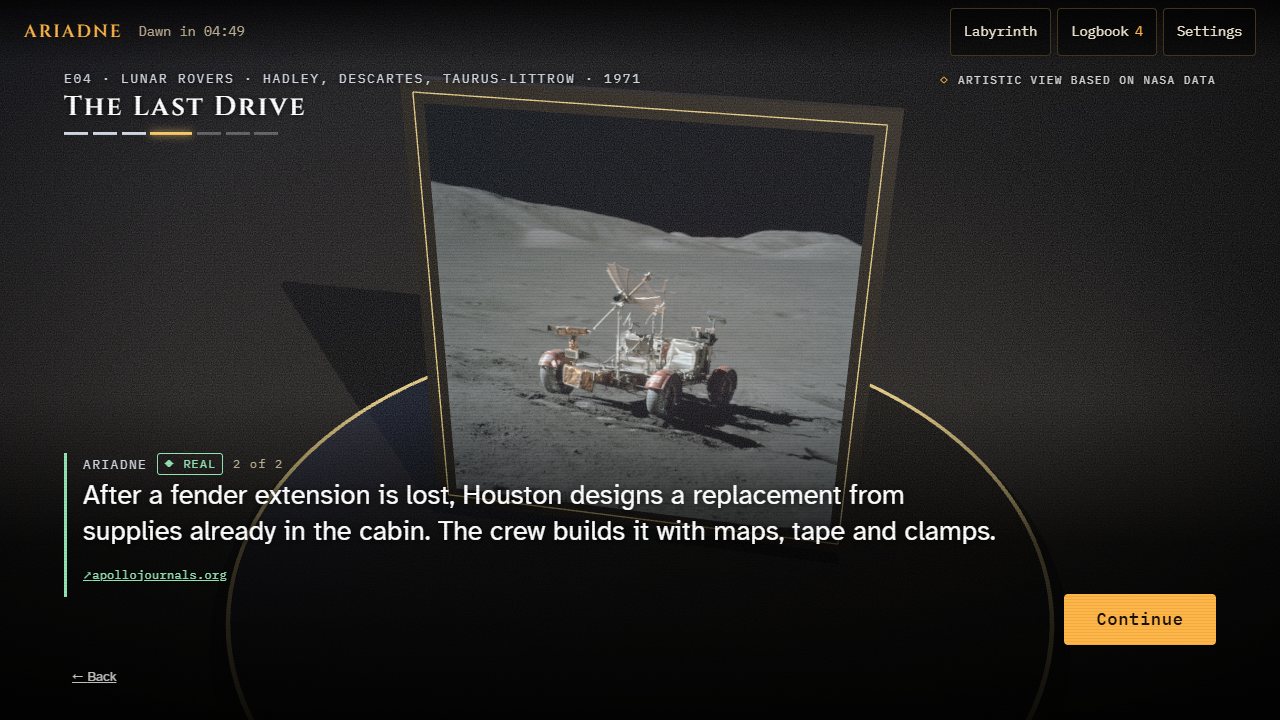 ARIADNE Dawn in 04:49 Labyrinth Logbook 4 Settings
E04 · LUNAR ROVERS · HADLEY, DESCARTES, TAURUS-LITTROW · 1971
◇ ARTISTIC VIEW BASED ON NASA DATA
The Last Drive
ARIADNE ◆ REAL 2 of 2
After a fender extension is lost, Houston designs a replacement from
supplies already in the cabin. The crew builds it with maps, tape and clamps.
↗apollojournals.org
Continue
← Back